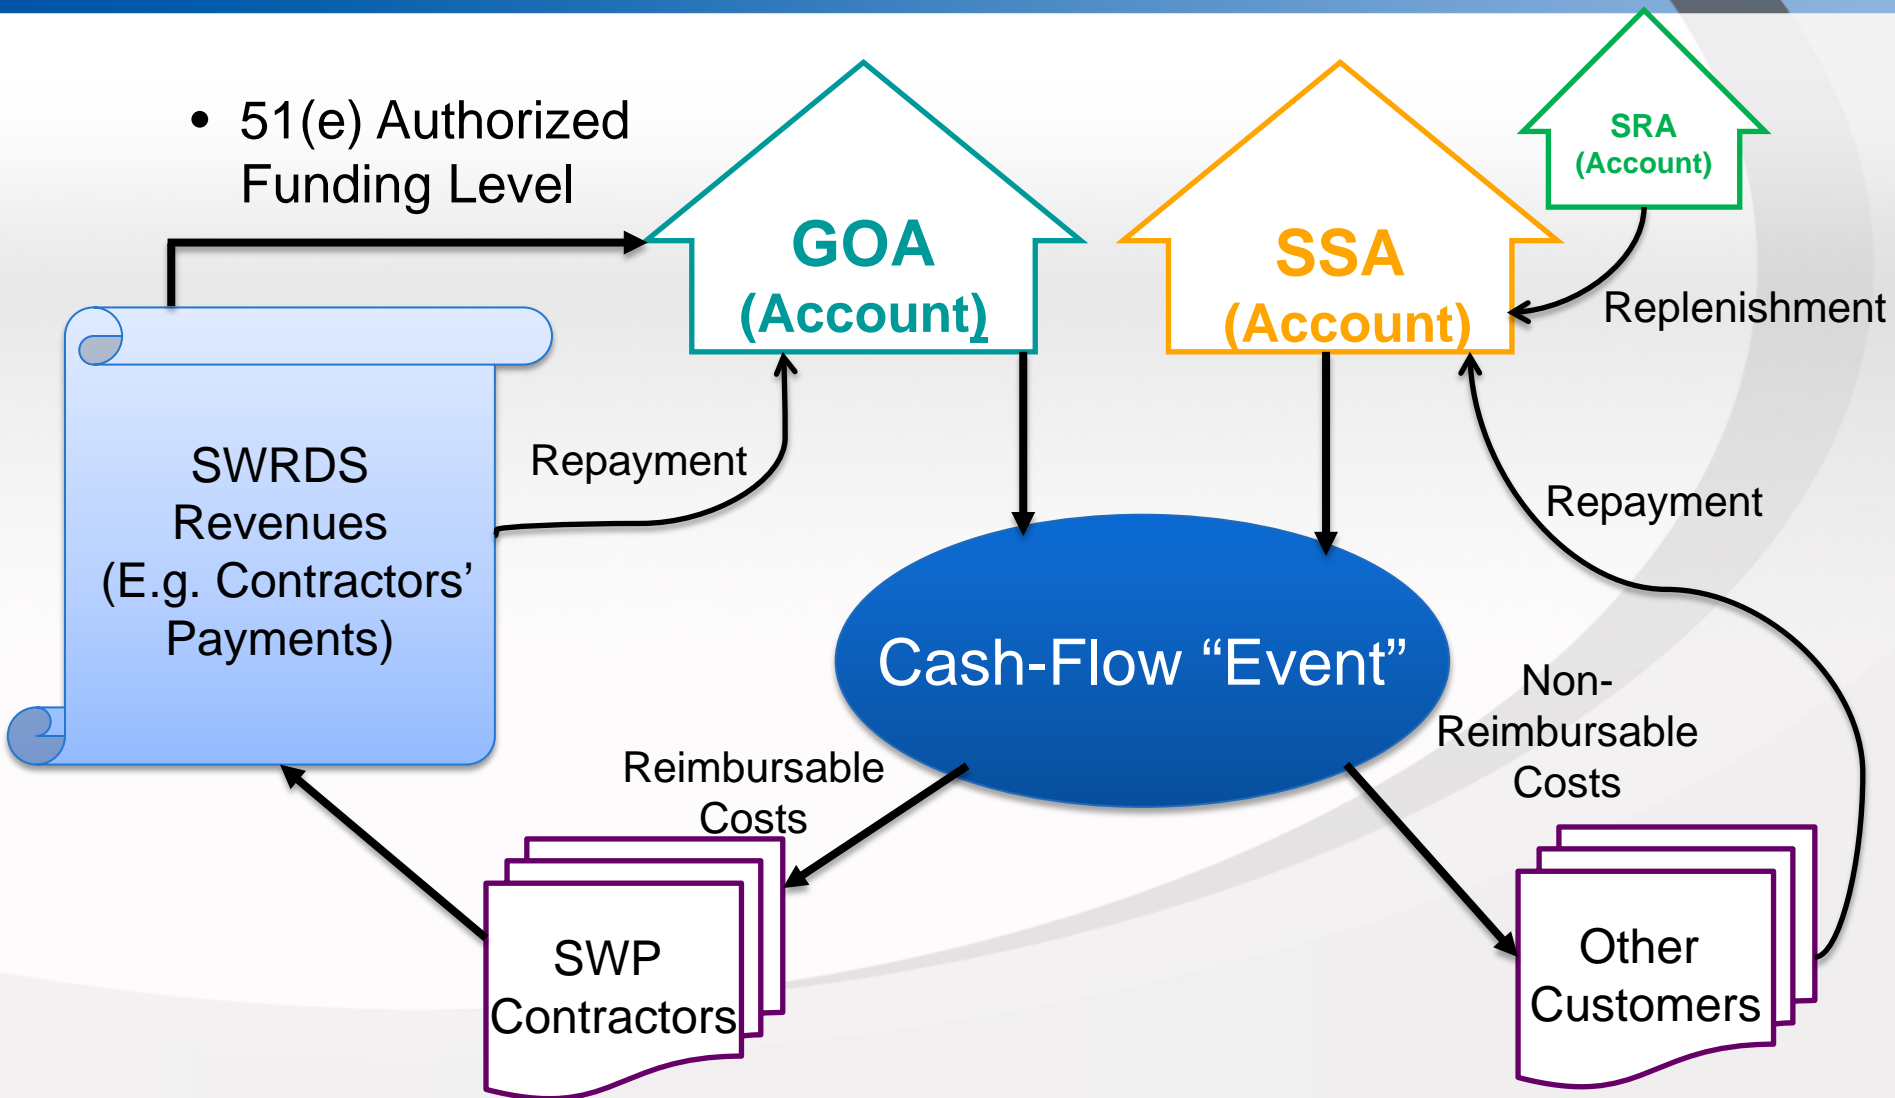 • 51(e) Authorized
Funding Level
GOA
(Account)
SSA
(Account)
SRA
(Account)
Replenishment
SWRDS
Revenues
(E.g. Contractors’
Payments)
Repayment
Repayment
Cash-Flow “Event”
Non-
Reimbursable
Costs
Reimbursable
Costs
SWP
Contractors
Other
Customers